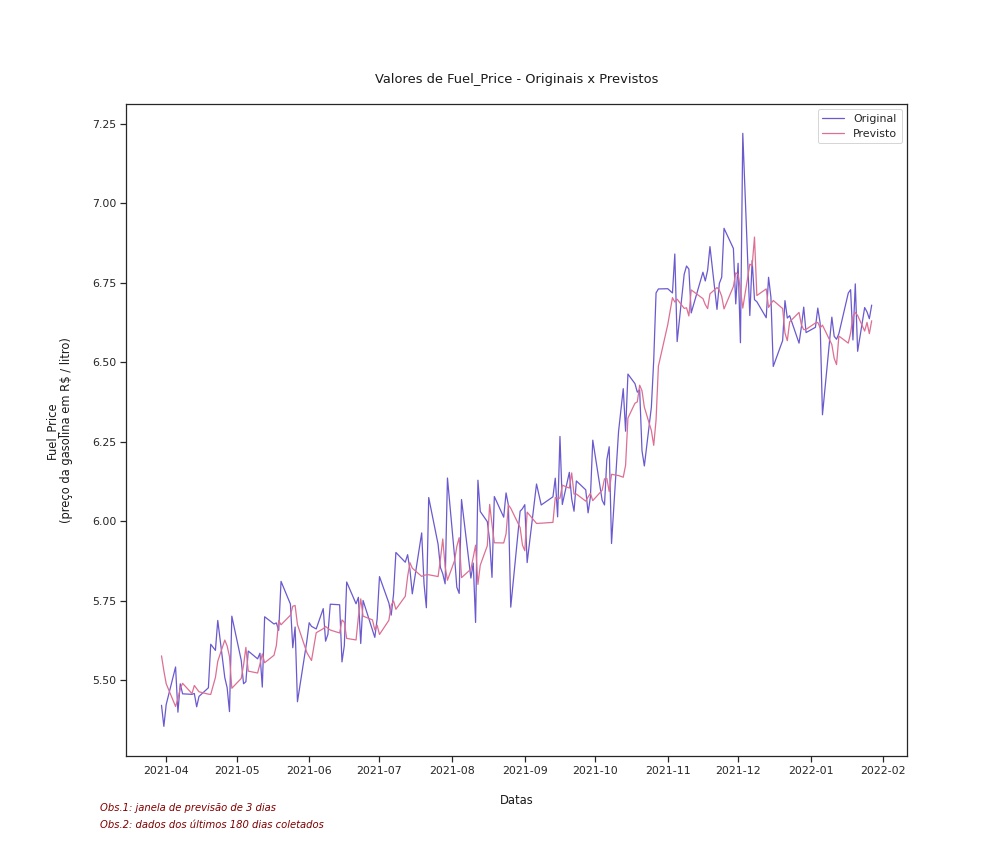 Valores de Fuel_Price - Originais x Previstos
Original
Previsto
7.25
7.00
6.75
6.50
6.25
6.00
5.75
5.50
Fuel_Price
(preço da gasolina em R$ / litro)
2021-04
2021-05
2021-06
2021-07
2021-08
2021-09
2021-10
2021-11
2021-12
2022-01
2022-02
Datas
Obs.1: janela de previsão de 3 dias
Obs.2: dados dos últimos 180 dias coletados